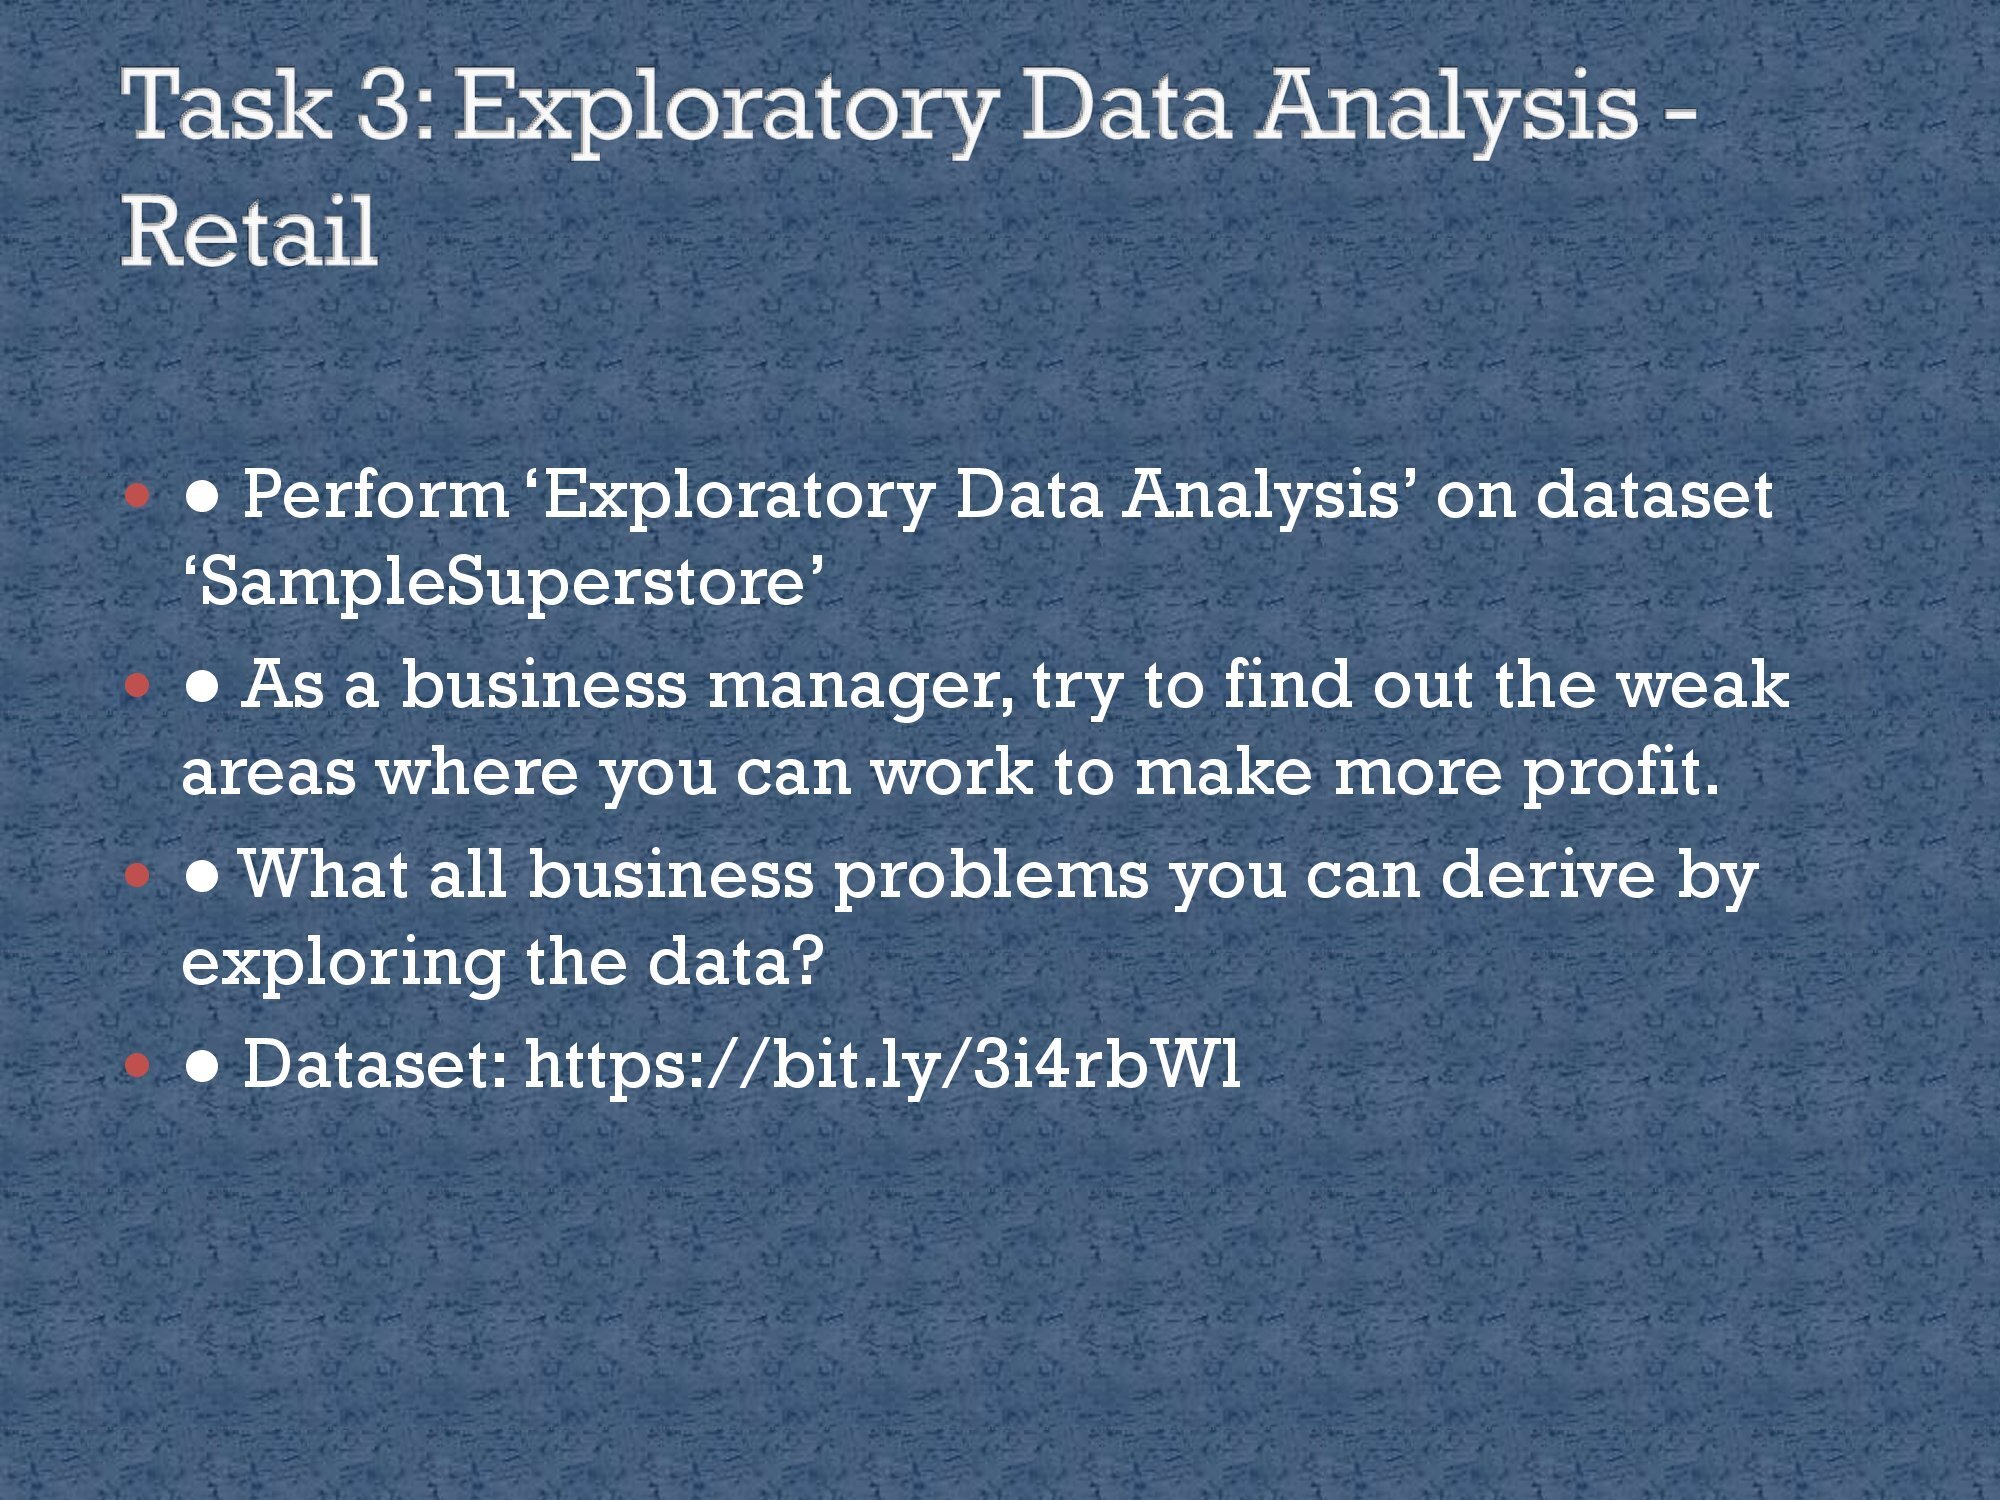 Task 3: Exploratory Data Analysis -
Retail
• ● Perform ‘Exploratory Data Analysis’ on dataset
‘SampleSuperstore’
• ● As a business manager, try to find out the weak
areas where you can work to make more profit.
• ● What all business problems you can derive by
exploring the data?
• ● Dataset: https://bit.ly/3i4rbWl